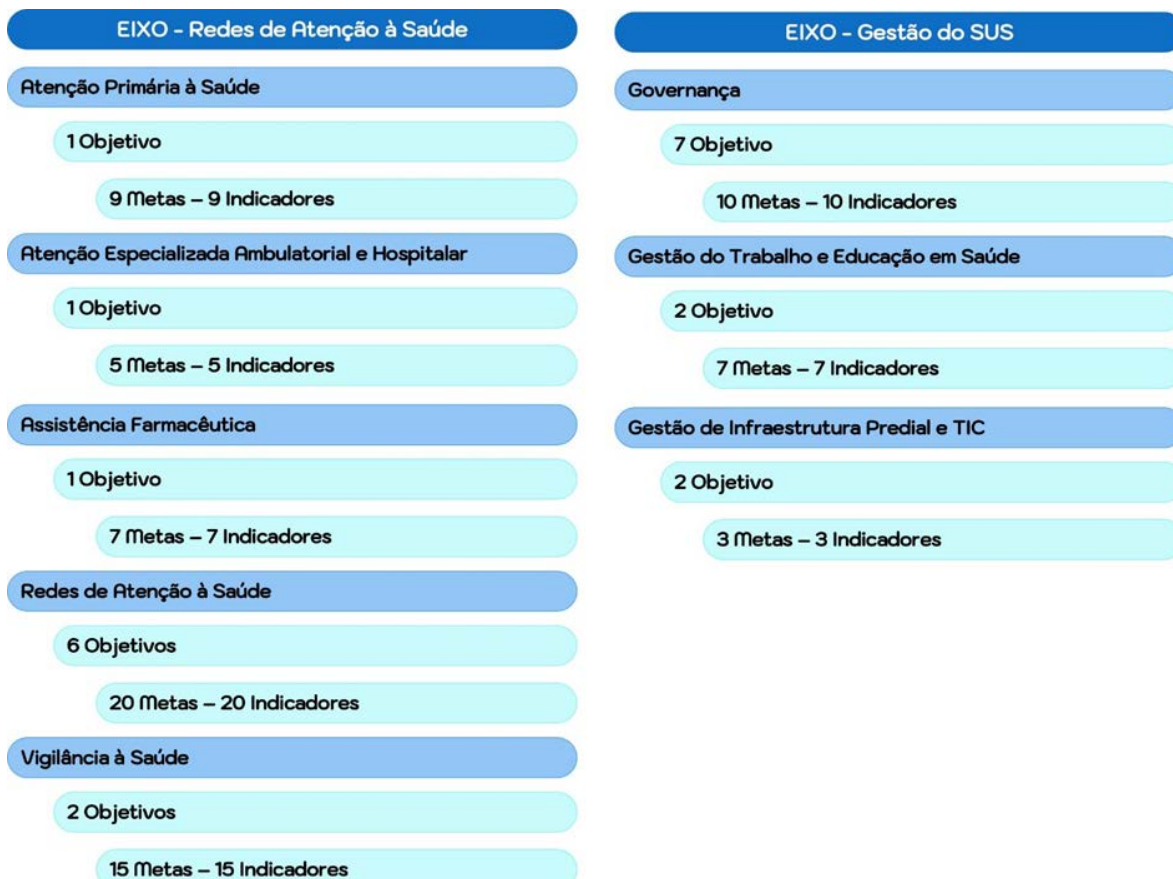 EIXO - Redes de Atenção à Saúde
Atenção Primária à Saúde
1 Objetivo
9 Metas – 9 Indicadores
Atenção Especializada Ambulatorial e Hospitalar
1 Objetivo
5 Metas – 5 Indicadores
Assistência Farmacêutica
1 Objetivo
7 Metas – 7 Indicadores
Redes de Atenção à Saúde
6 Objetivos
20 Metas – 20 Indicadores
Vigilância à Saúde
2 Objetivos
15 Metas – 15 Indicadores
EIXO - Gestão do SUS
Governança
7 Objetivo
10 Metas – 10 Indicadores
Gestão do Trabalho e Educação em Saúde
2 Objetivo
7 Metas – 7 Indicadores
Gestão de Infraestrutura Predial e TIC
2 Objetivo
3 Metas – 3 Indicadores